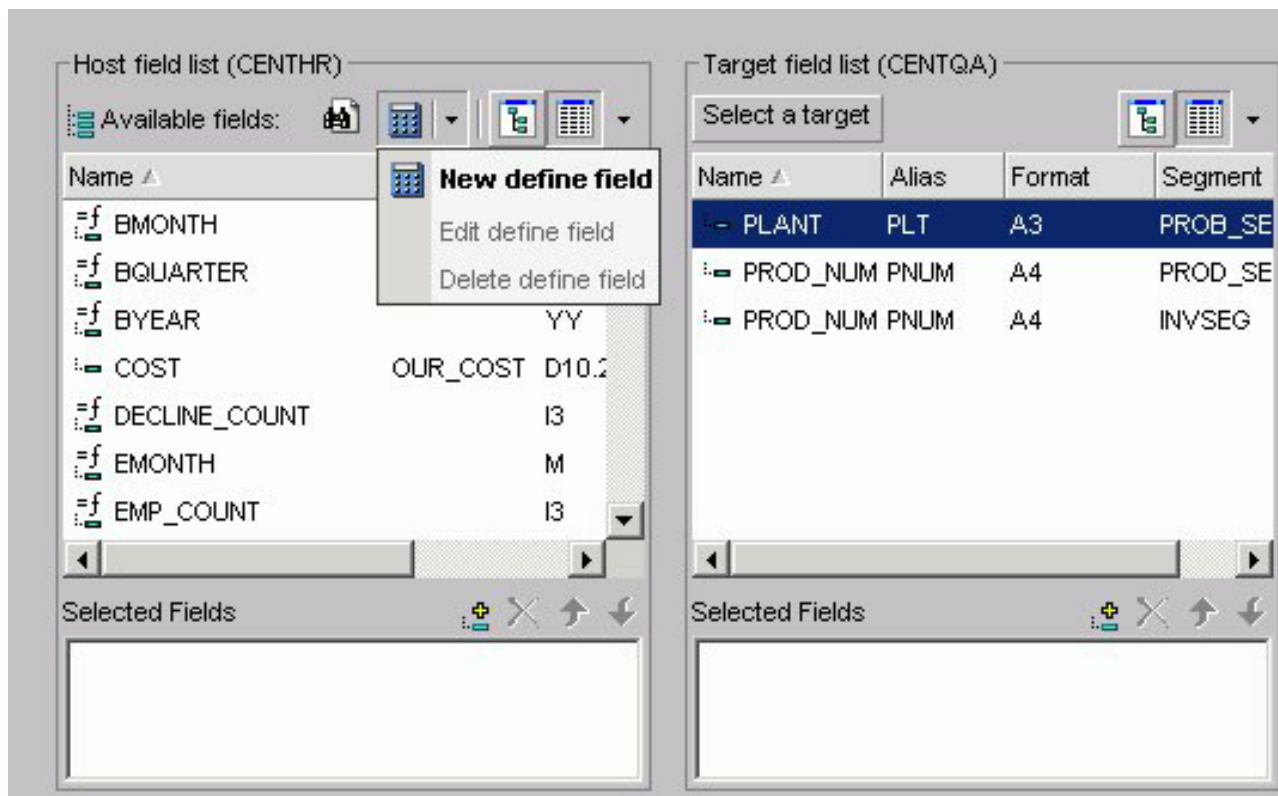 Host field list (CENTHR)
Available fields:
Name
New define field
Edit define field
Delete define field
BMONTH
BQUARTER
BYEAR YY
COST OUR_COST D10.2
DECLINE_COUNT I3
EMONTH M
EMP_COUNT I3
Selected Fields
Target field list (CENTQA)
Select a target
Name Alias Format Segment
PLANT PLT A3 PROB_SE
PROD_NUM PNUM A4 PROD_SE
PROD_NUM PNUM A4 INVSEG
Selected Fields